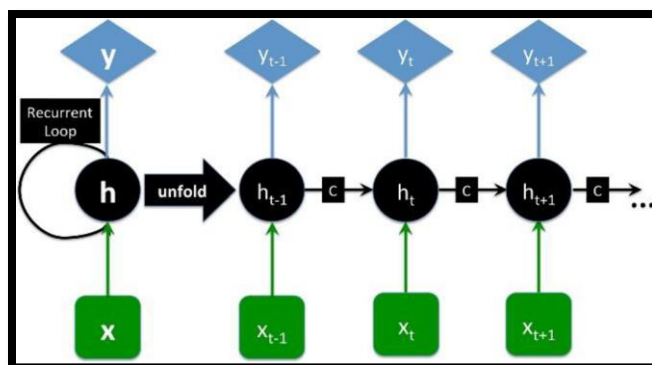 y y_{t-1} y_t y_{t+1}
Recurrent
Loop
h unfold h_{t-1} C h_t C h_{t+1} C ...
x x_{t-1} x_t x_{t+1}